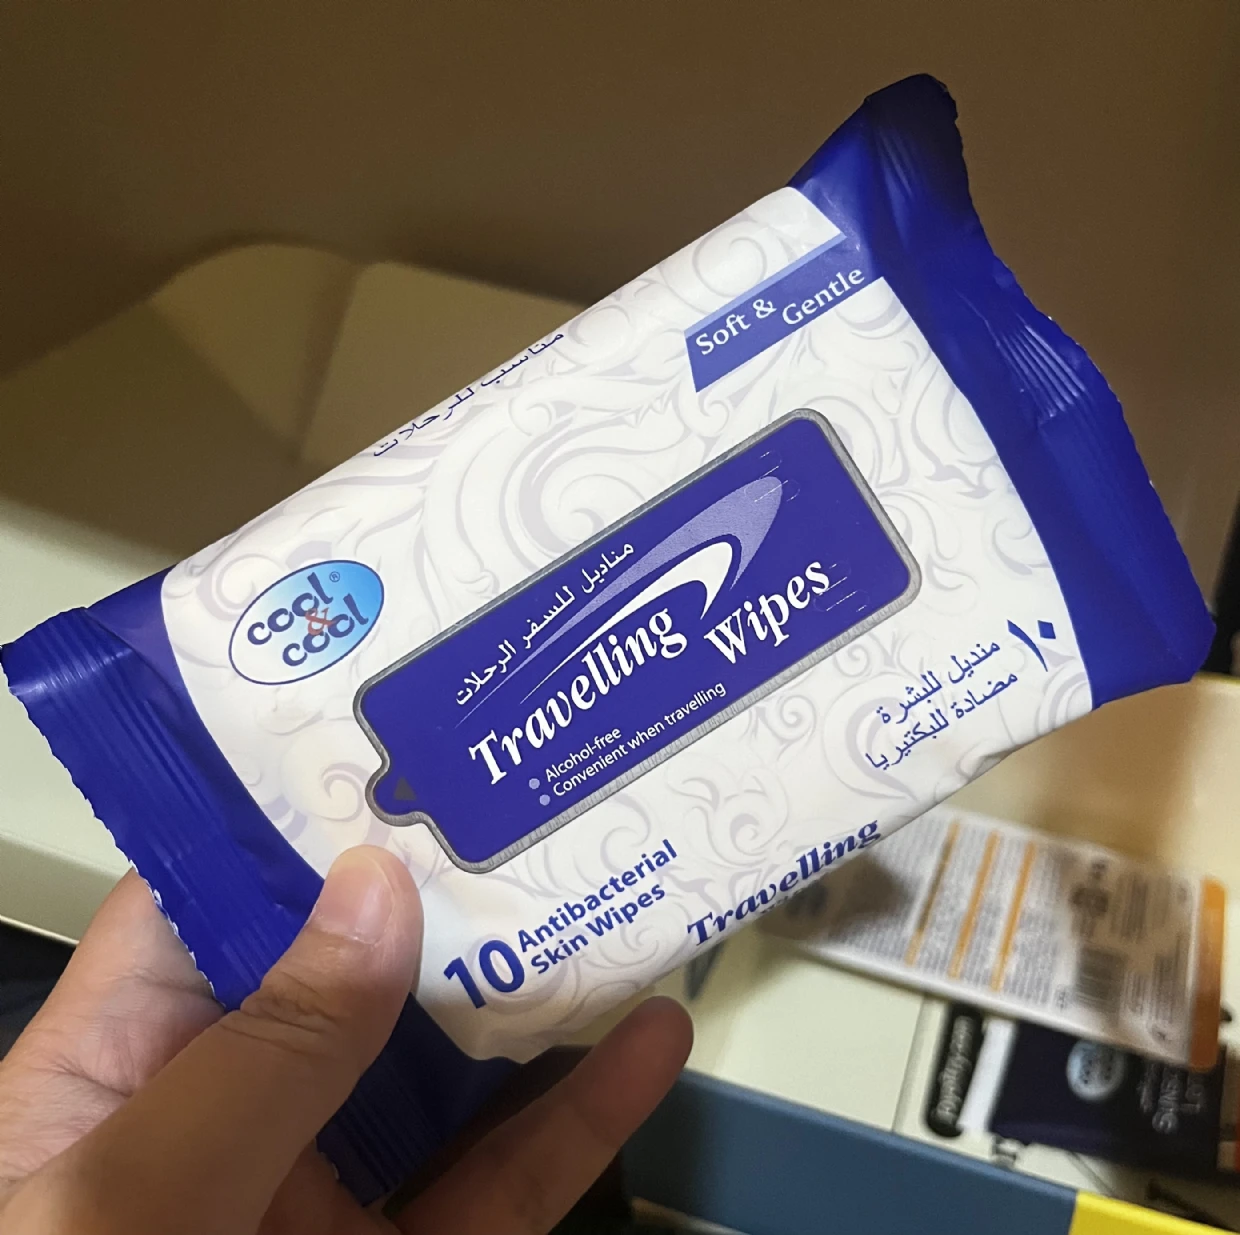 Soft &
Gentle
مناسب للرحلات
cool®
&
cool
مناديل للسفر الرحلات
Travelling
Wipes
Alcohol-free
Convenient when travelling
١٠
منديل للبشرة
مضادة للبكتيريا
10
Antibacterial
Skin Wipes
Travelling